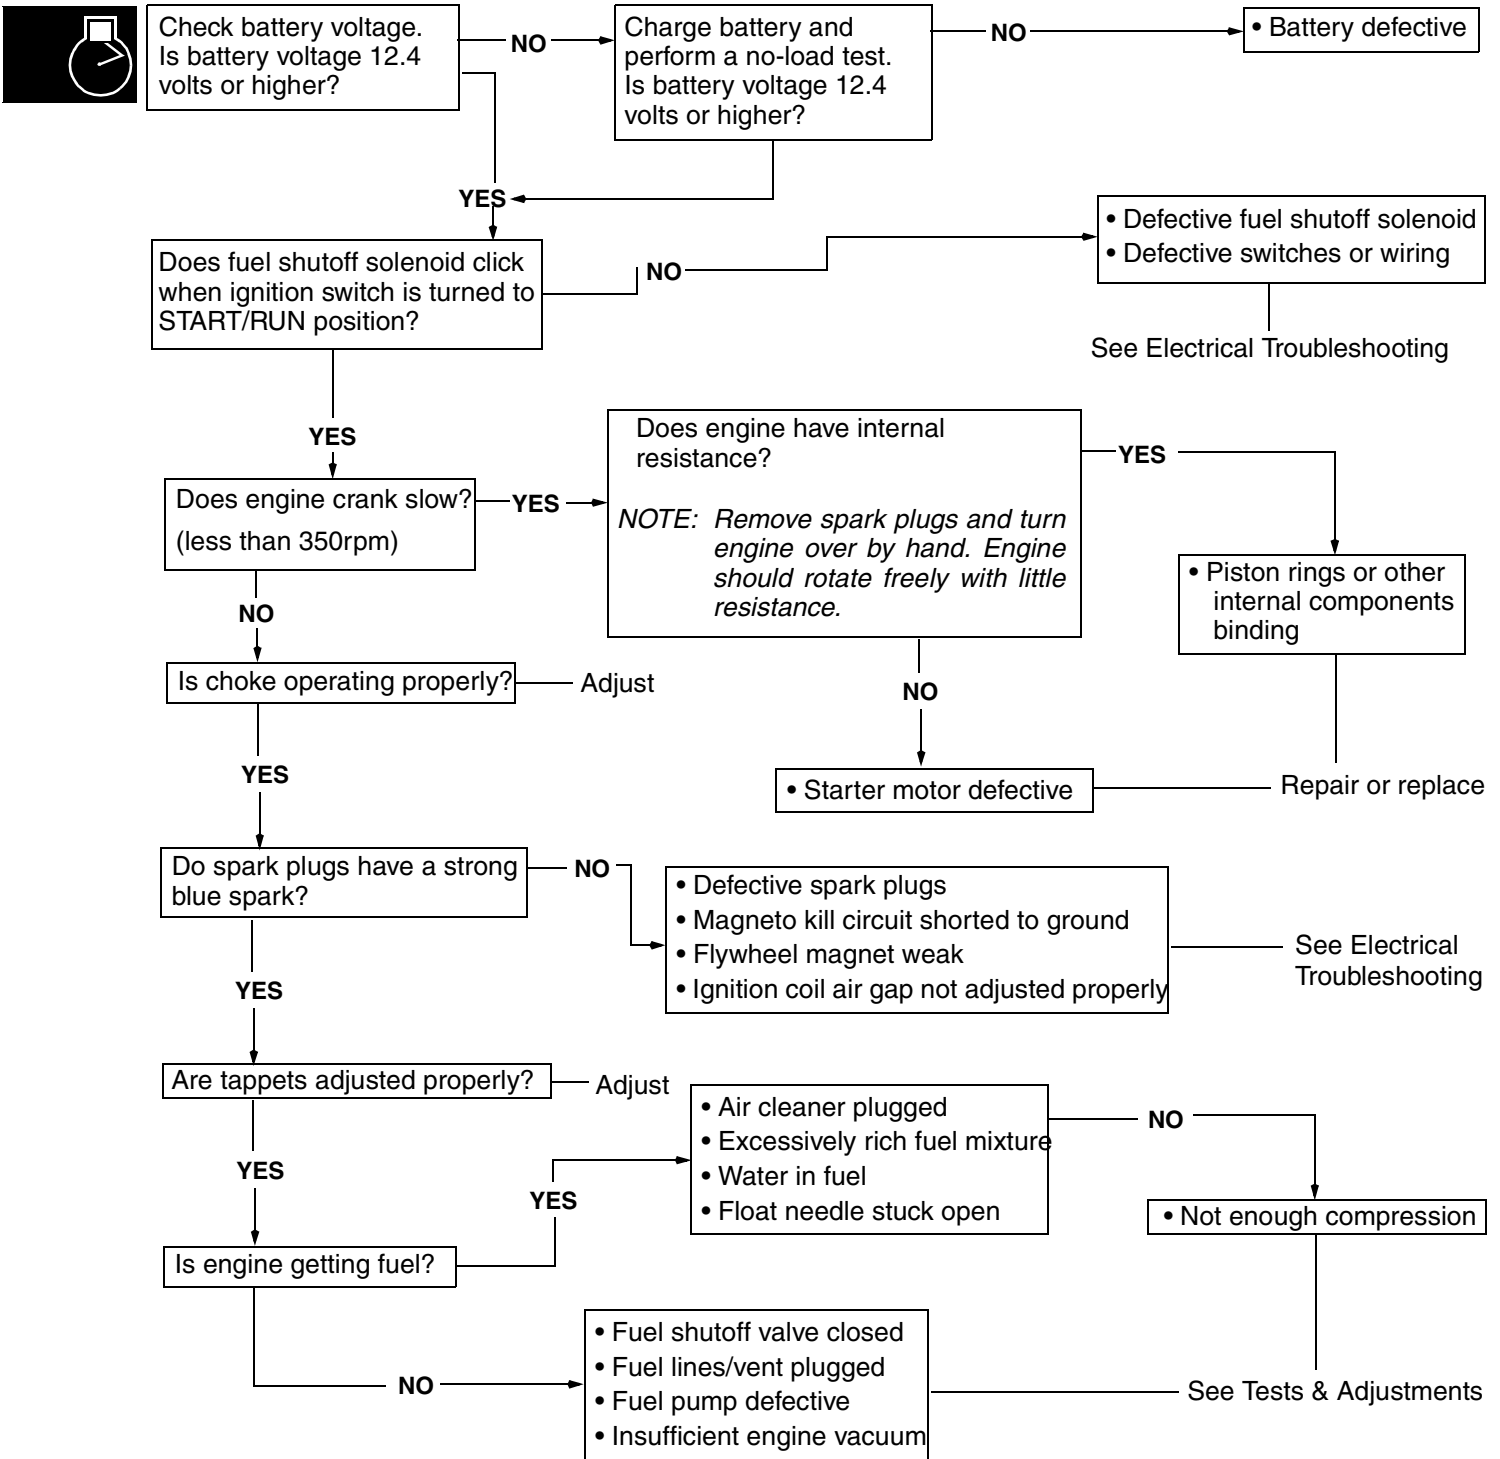 Check battery voltage.
Is battery voltage 12.4
volts or higher?
NO
Charge battery and
perform a no-load test.
Is battery voltage 12.4
volts or higher?
NO
• Battery defective
YES
Does fuel shutoff solenoid click
when ignition switch is turned to
START/RUN position?
NO
• Defective fuel shutoff solenoid
• Defective switches or wiring
See Electrical Troubleshooting
YES
Does engine crank slow?
(less than 350rpm)
YES
Does engine have internal
resistance?
NOTE: Remove spark plugs and turn
engine over by hand. Engine
should rotate freely with little
resistance.
YES
• Piston rings or other
internal components
binding
NO
NO
Is choke operating properly?
Adjust
• Starter motor defective
Repair or replace
YES
Do spark plugs have a strong
blue spark?
NO
• Defective spark plugs
• Magneto kill circuit shorted to ground
• Flywheel magnet weak
• Ignition coil air gap not adjusted properly
See Electrical
Troubleshooting
YES
Are tappets adjusted properly?
Adjust
YES
Is engine getting fuel?
YES
• Air cleaner plugged
• Excessively rich fuel mixture
• Water in fuel
• Float needle stuck open
NO
• Not enough compression
NO
• Fuel shutoff valve closed
• Fuel lines/vent plugged
• Fuel pump defective
• Insufficient engine vacuum
See Tests & Adjustments